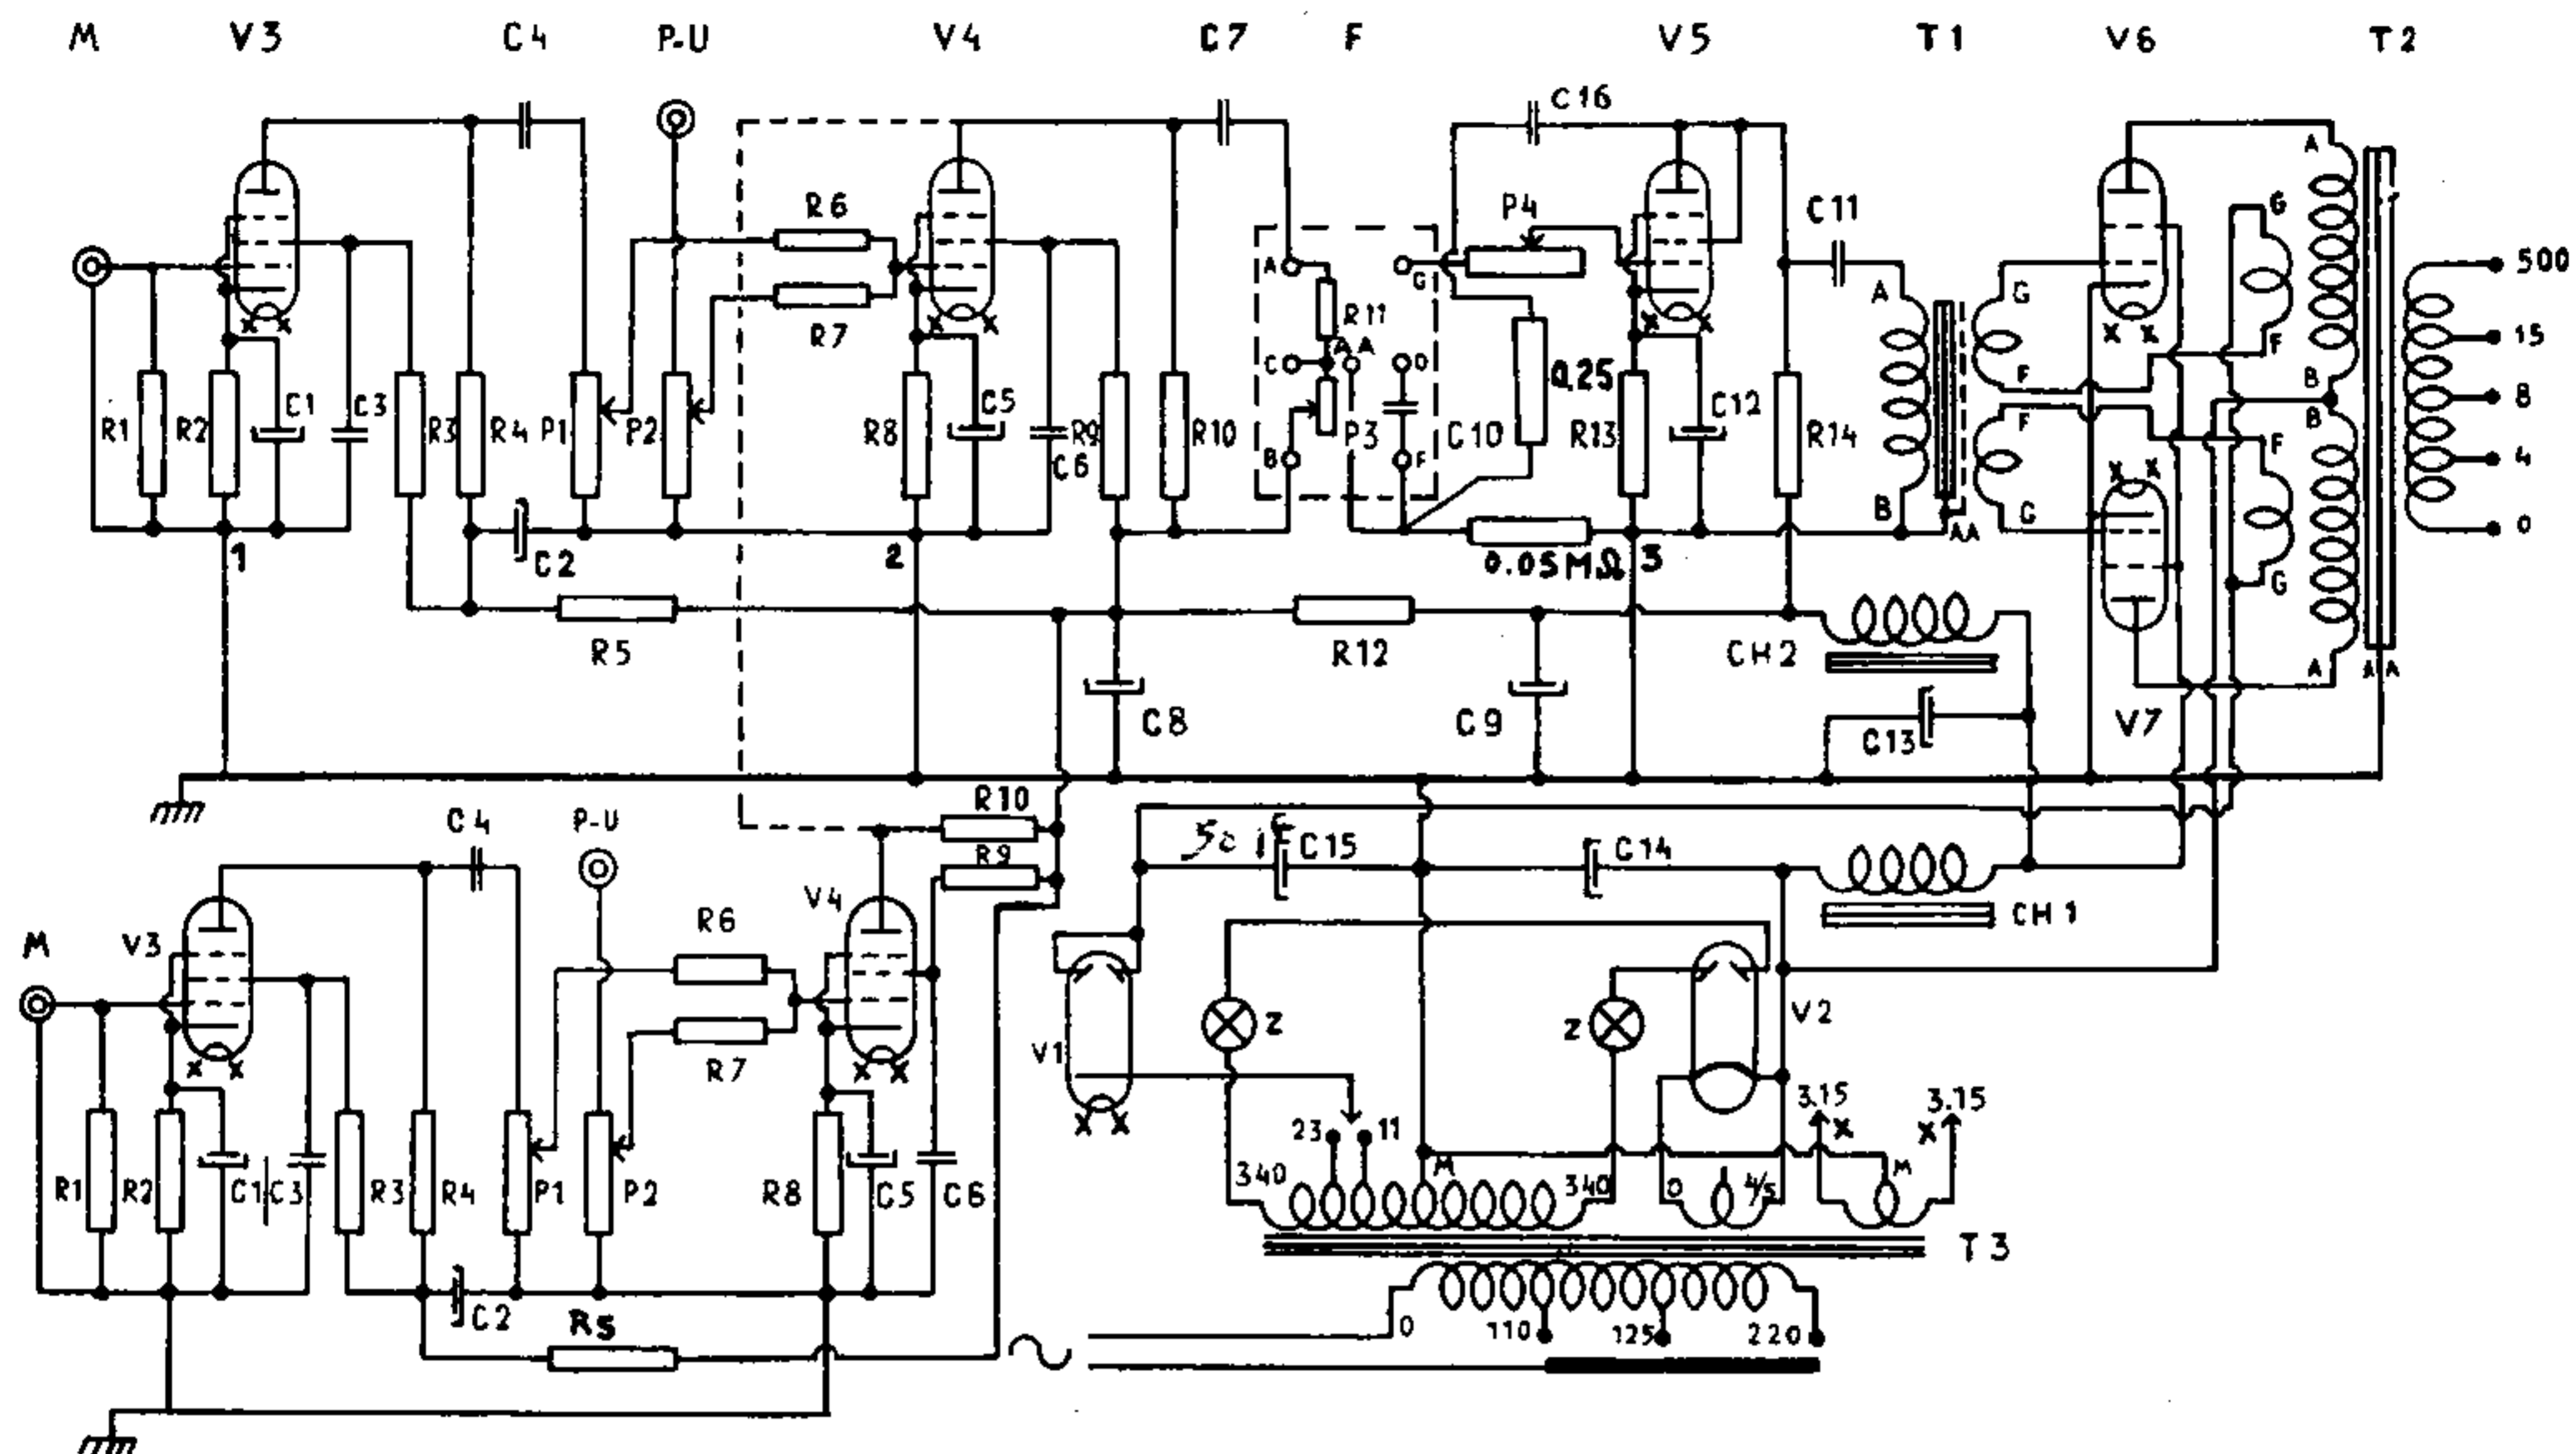 M V3 C4 P-U V4 C7 F V5 T1 V6 T2
C16
R6 P4 C11 A G
A G A G 500
R7 R11 F 15
C A A D 0.25 F B 8
R1 R2 C1 C3 R3 R4 P1 P2 R8 C5 R9 R10 P3 C10 R13 C12 R14 F B
C6 B F F 4
B G 0
1 C2 2 0.05MΩ 3 AA G
R5 R12 CH2 A A A
C8 C9 C13 V7
R10
C4 P-U R9 C15 C14
V4 CH1
M V3 R6
Z Z V2
R7 V1
3.15 3.15
X X
23 11
340 M 340 0 4/5 M
R1 R2 C1 C3 R3 R4 P1 P2 R8 C5 C6
T3
C2 R5
0 110 125 220